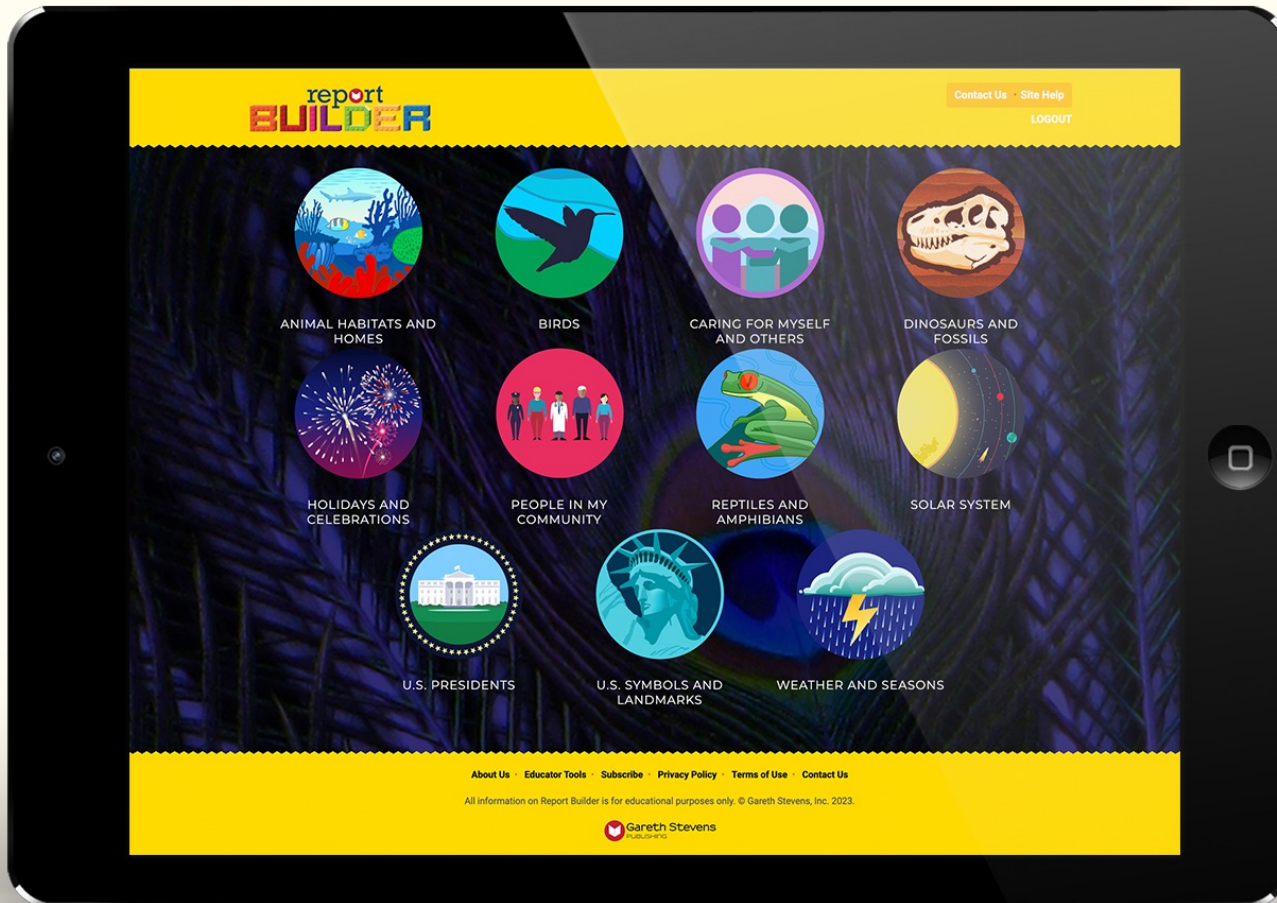 report
BUILDER
Contact Us • Site Help
LOGOUT
ANIMAL HABITATS AND
HOMES
BIRDS
CARING FOR MYSELF
AND OTHERS
DINOSAURS AND
FOSSILS
HOLIDAYS AND
CELEBRATIONS
PEOPLE IN MY
COMMUNITY
REPTILES AND
AMPHIBIANS
SOLAR SYSTEM
U.S. PRESIDENTS
U.S. SYMBOLS AND
LANDMARKS
WEATHER AND SEASONS
About Us • Educator Tools • Subscribe • Privacy Policy • Terms of Use • Contact Us
All information on Report Builder is for educational purposes only. © Gareth Stevens, Inc. 2023.
Gareth Stevens
PUBLISHING